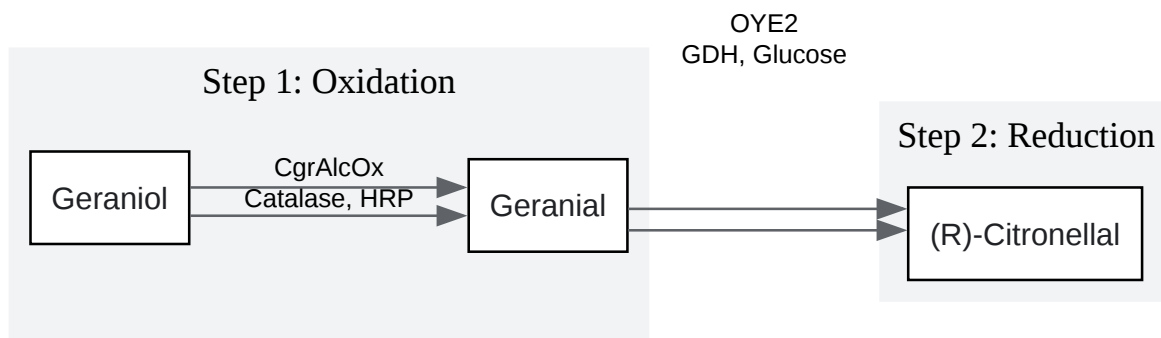 OYE2
GDH, Glucose
Step 1: Oxidation
Step 2: Reduction
Geraniol
CgrAlcOx
Catalase, HRP
Geranial
(R)-Citronellal